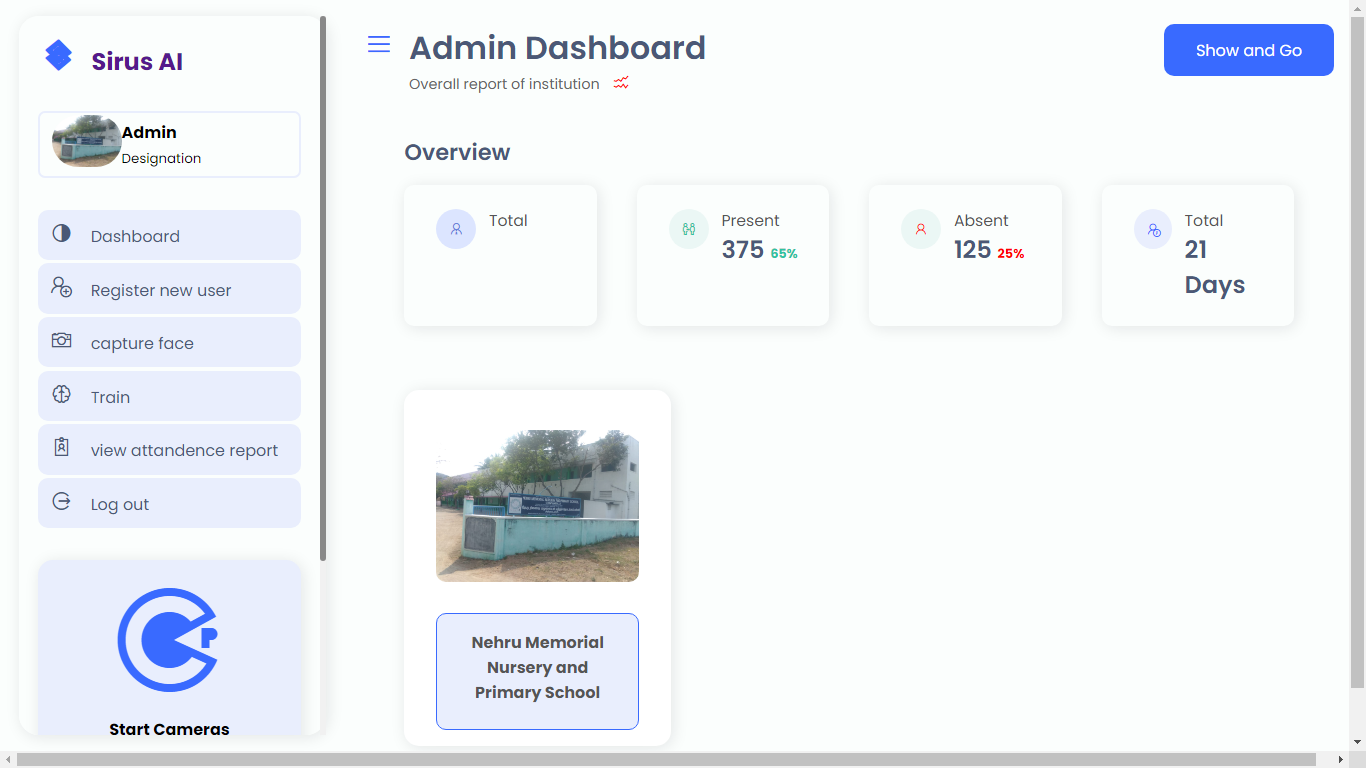 Sirus AI
Admin
Designation
Dashboard
Register new user
capture face
Train
view attandence report
Log out
Start Cameras
Admin Dashboard
Overall report of institution
Show and Go
Overview
Total
Present
375 65%
Absent
125 25%
Total
21
Days
Nehru Memorial
Nursery and
Primary School